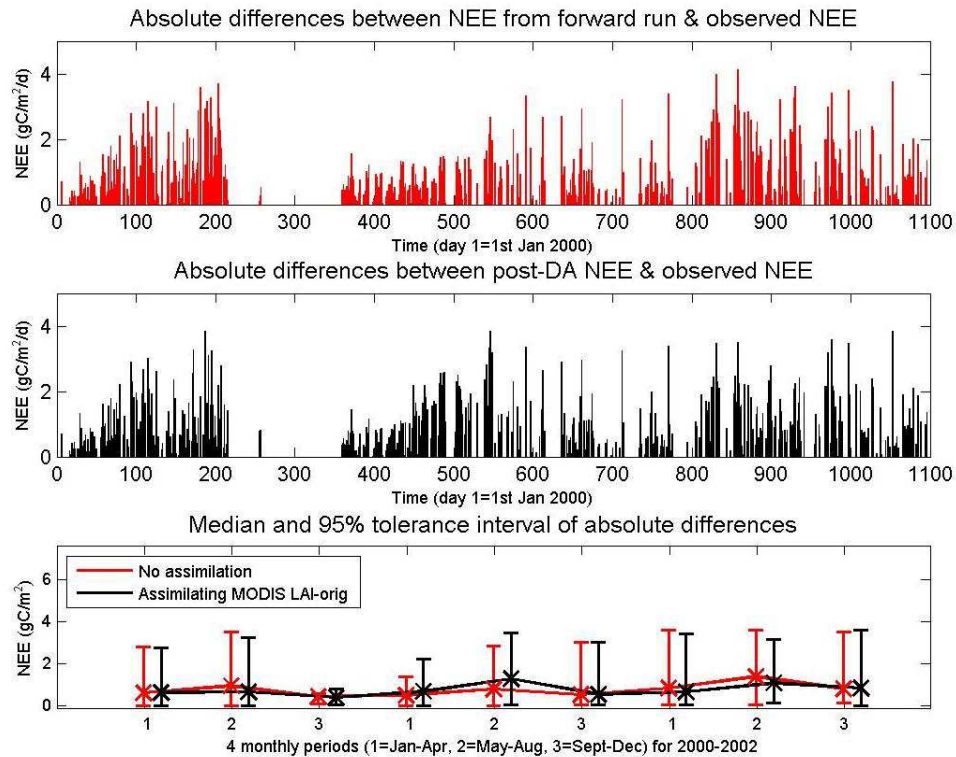 Absolute differences between NEE from forward run & observed NEE
NEE (gC/m²/d)
4
2
0
0 100 200 300 400 500 600 700 800 900 1000 1100
Time (day 1=1st Jan 2000)
Absolute differences between post-DA NEE & observed NEE
NEE (gC/m²/d)
4
2
0
0 100 200 300 400 500 600 700 800 900 1000 1100
Time (day 1=1st Jan 2000)
Median and 95% tolerance interval of absolute differences
NEE (gC/m²)
6
4
2
0
No assimilation
Assimilating MODIS LAI-orig
1 2 3 1 2 3 1 2 3
4 monthly periods (1=Jan-Apr, 2=May-Aug, 3=Sept-Dec) for 2000-2002